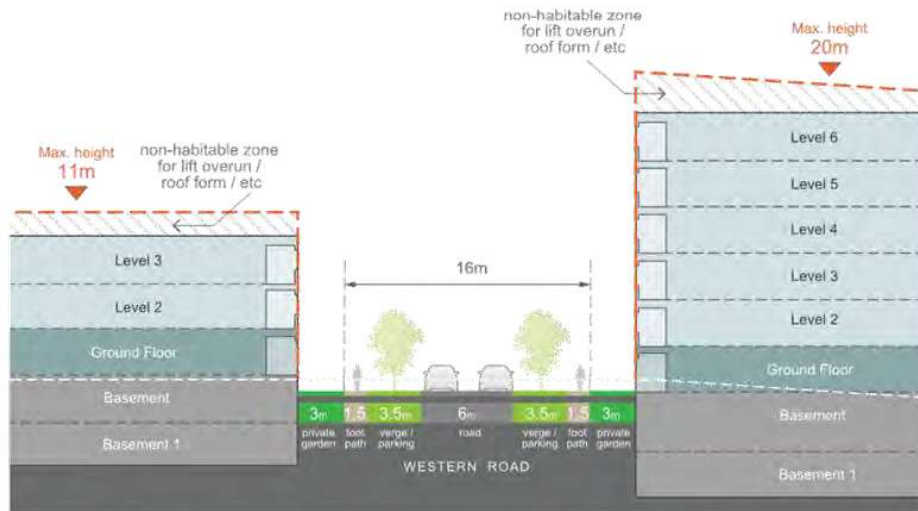 non-habitable zone
for lift overun /
roof form / etc
Max. height
20m
Max. height
11m
non-habitable zone
for lift overun /
roof form / etc
Level 6
Level 5
Level 4
Level 3
Level 2
Ground Floor
Basement
Basement 1
16m
Level 3
Level 2
Ground Floor
Basement
Basement 1
3m 1.5 3.5m 6m 3.5m 1.5 3m
private garden
foot path
verge / parking
road
verge / parking
foot path
private garden
WESTERN ROAD